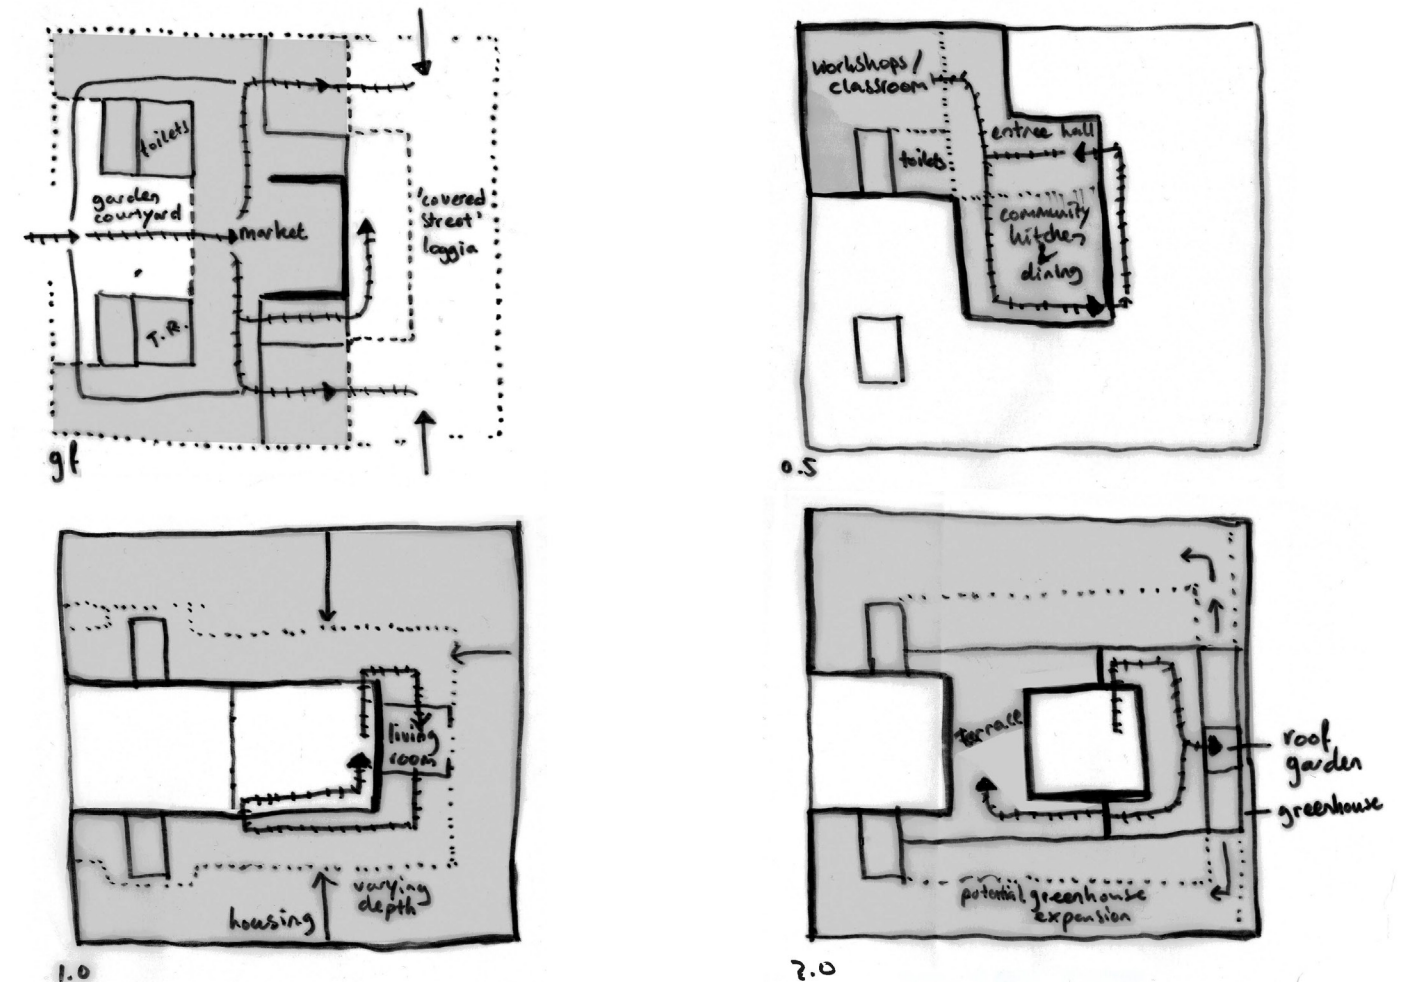 toilets
garden
courtyard
market
T.R.
'covered
street'
loggia
gf
workshops/
classroom
entree hall
toilets
community
kitchen
&
dining
0.5
living
room
varying
depth
housing
1.0
terrace
roof
garden
greenhouse
potential greenhouse
expansion
2.0